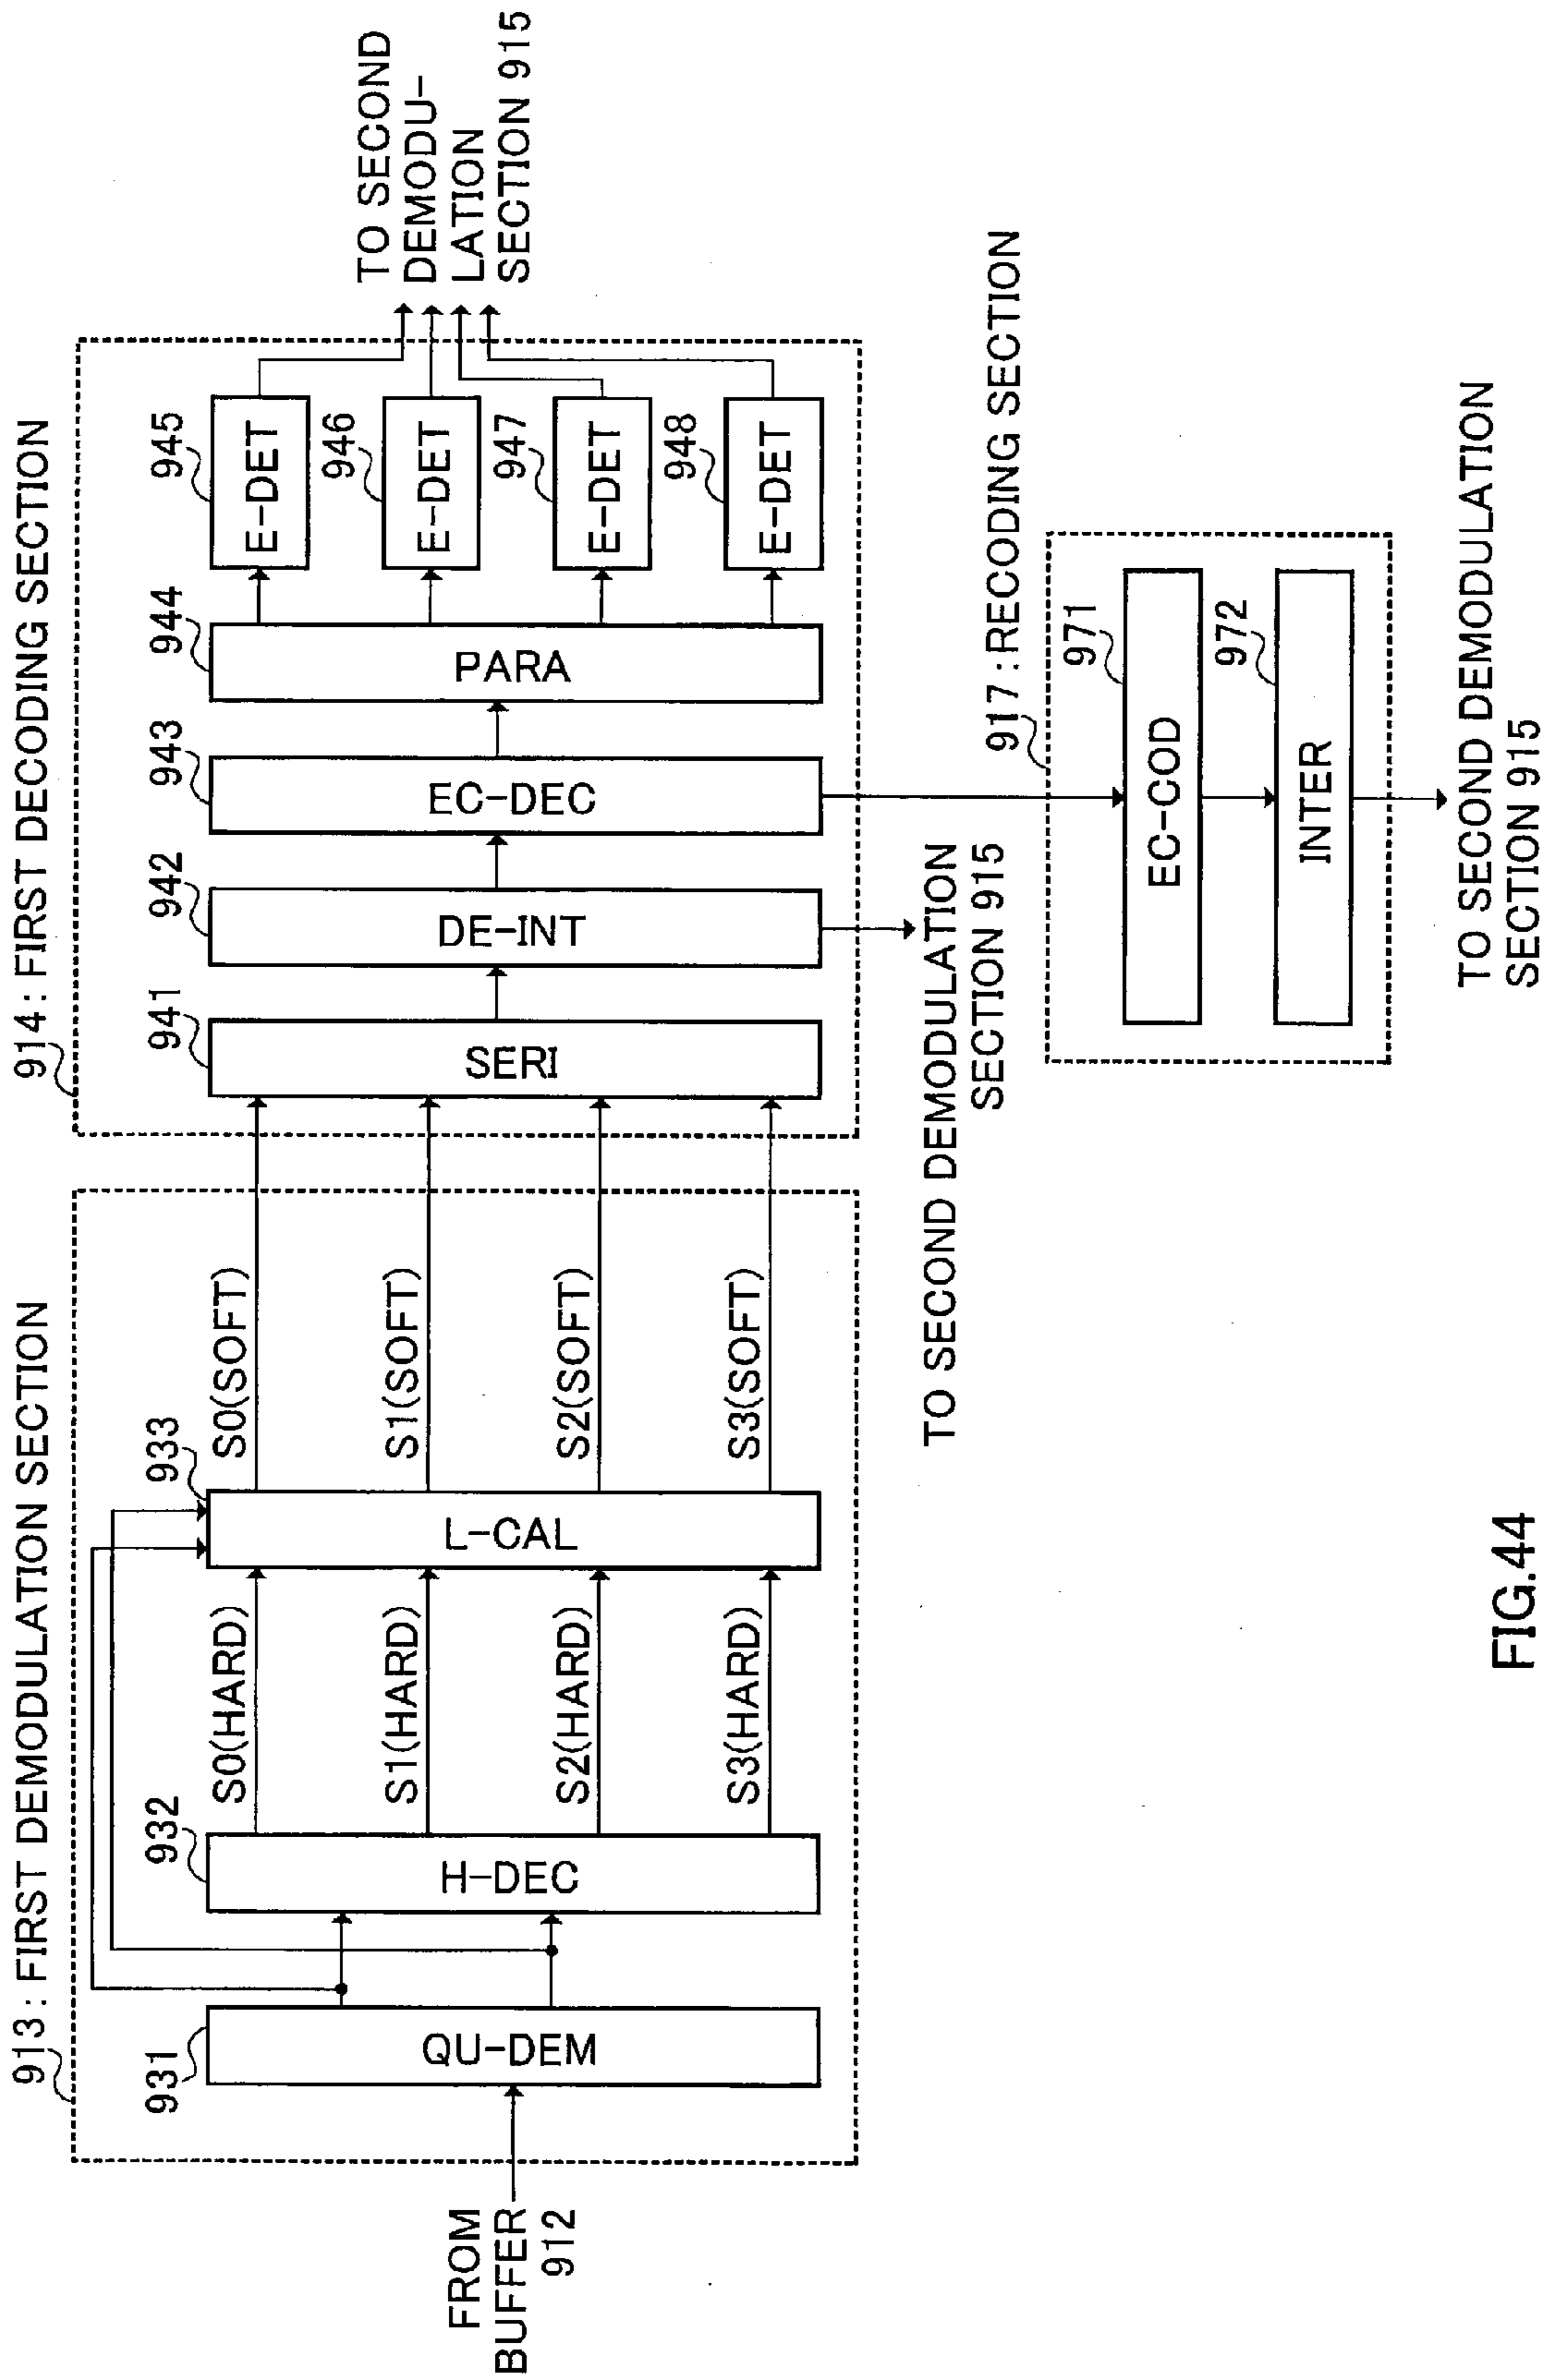 913 : FIRST DEMODULATION SECTION
FROM
BUFFER
912
931
QU-DEM
932
H-DEC
S0(HARD)
S1(HARD)
S2(HARD)
S3(HARD)
933
L-CAL
S0(SOFT)
S1(SOFT)
S2(SOFT)
S3(SOFT)
914 : FIRST DECODING SECTION
941
SERI
942
DE-INT
943
EC-DEC
944
PARA
945
E-DET
946
E-DET
947
E-DET
948
E-DET
TO SECOND
DEMODU-
LATION
SECTION 915
TO SECOND DEMODULATION
SECTION 915
917 : RECODING SECTION
971
EC-COD
972
INTER
TO SECOND DEMODULATION
SECTION 915
FIG.44